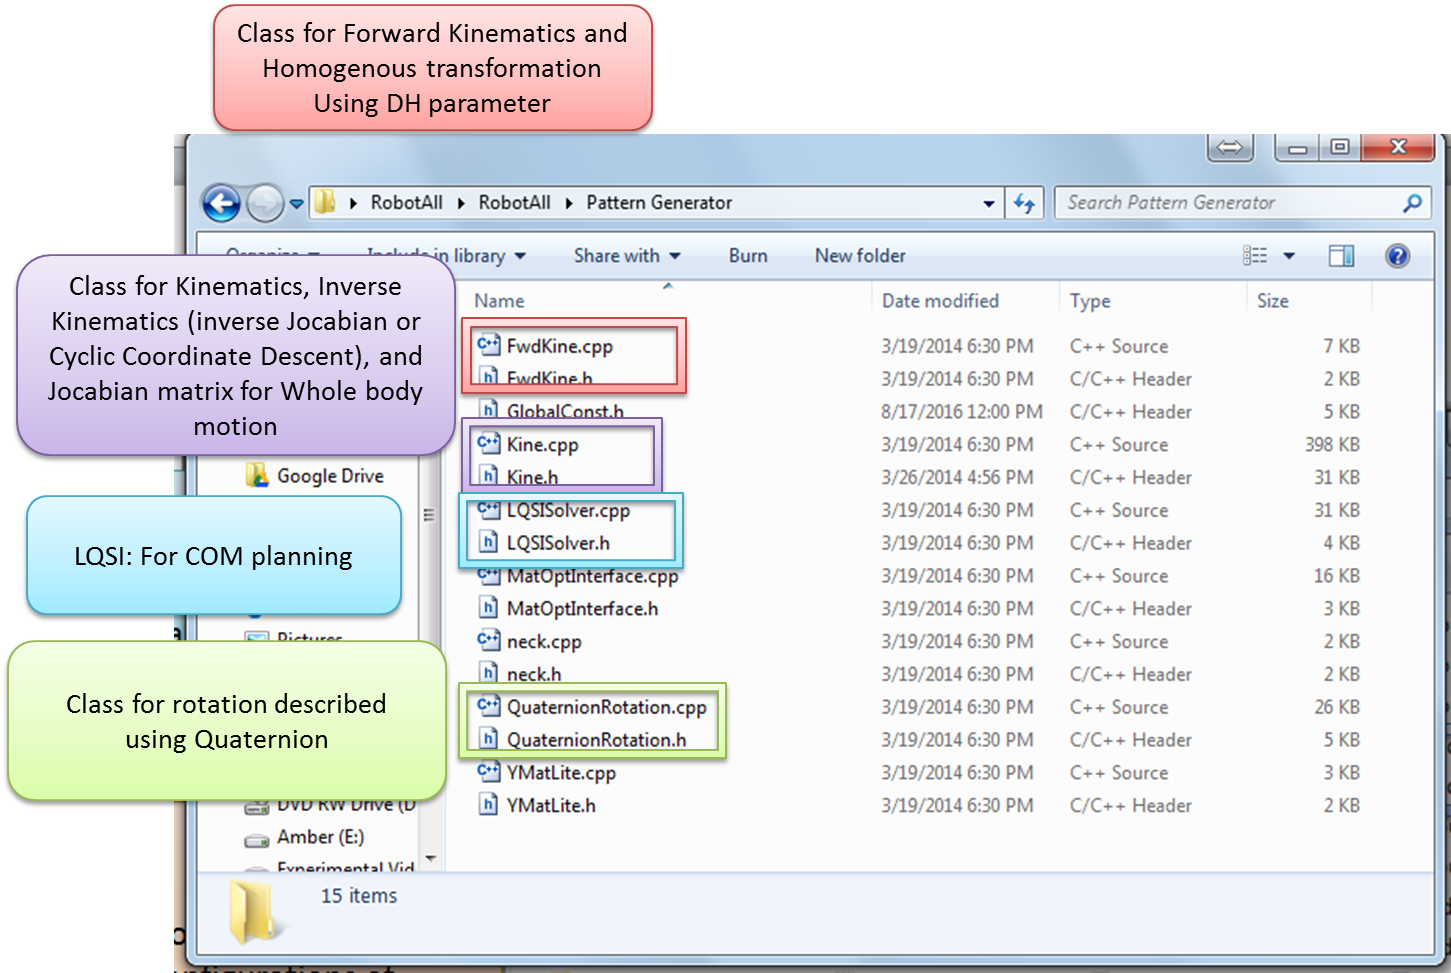 Class for Forward Kinematics and
Homogenous transformation
Using DH parameter
RobotAll
RobotAll
Pattern Generator
Search Pattern Generator
Organize
Include in library
Share with
Burn
New folder
Class for Kinematics, Inverse
Kinematics (inverse Jocabian or
Cyclic Coordinate Descent), and
Jocabian matrix for Whole body
motion
Name Date modified Type Size
FwdKine.cpp 3/19/2014 6:30 PM C++ Source 7 KB
FwdKine.h 3/19/2014 6:30 PM C/C++ Header 2 KB
GlobalConst.h 8/17/2016 12:00 PM C/C++ Header 5 KB
Kine.cpp 3/19/2014 6:30 PM C++ Source 398 KB
Kine.h 3/26/2014 4:56 PM C/C++ Header 31 KB
LQSISolver.cpp 3/19/2014 6:30 PM C++ Source 31 KB
LQSISolver.h 3/19/2014 6:30 PM C/C++ Header 4 KB
MatOptInterface.cpp 3/19/2014 6:30 PM C++ Source 16 KB
MatOptInterface.h 3/19/2014 6:30 PM C/C++ Header 3 KB
neck.cpp 3/19/2014 6:30 PM C++ Source 2 KB
neck.h 3/19/2014 6:30 PM C/C++ Header 2 KB
QuaternionRotation.cpp 3/19/2014 6:30 PM C++ Source 26 KB
QuaternionRotation.h 3/19/2014 6:30 PM C/C++ Header 5 KB
YMatLite.cpp 3/19/2014 6:30 PM C++ Source 3 KB
YMatLite.h 3/19/2014 6:30 PM C/C++ Header 2 KB
Google Drive
LQSI: For COM planning
Pictures
Class for rotation described
using Quaternion
DVD RW Drive (D
Amber (E:)
Experimental Vid
15 items